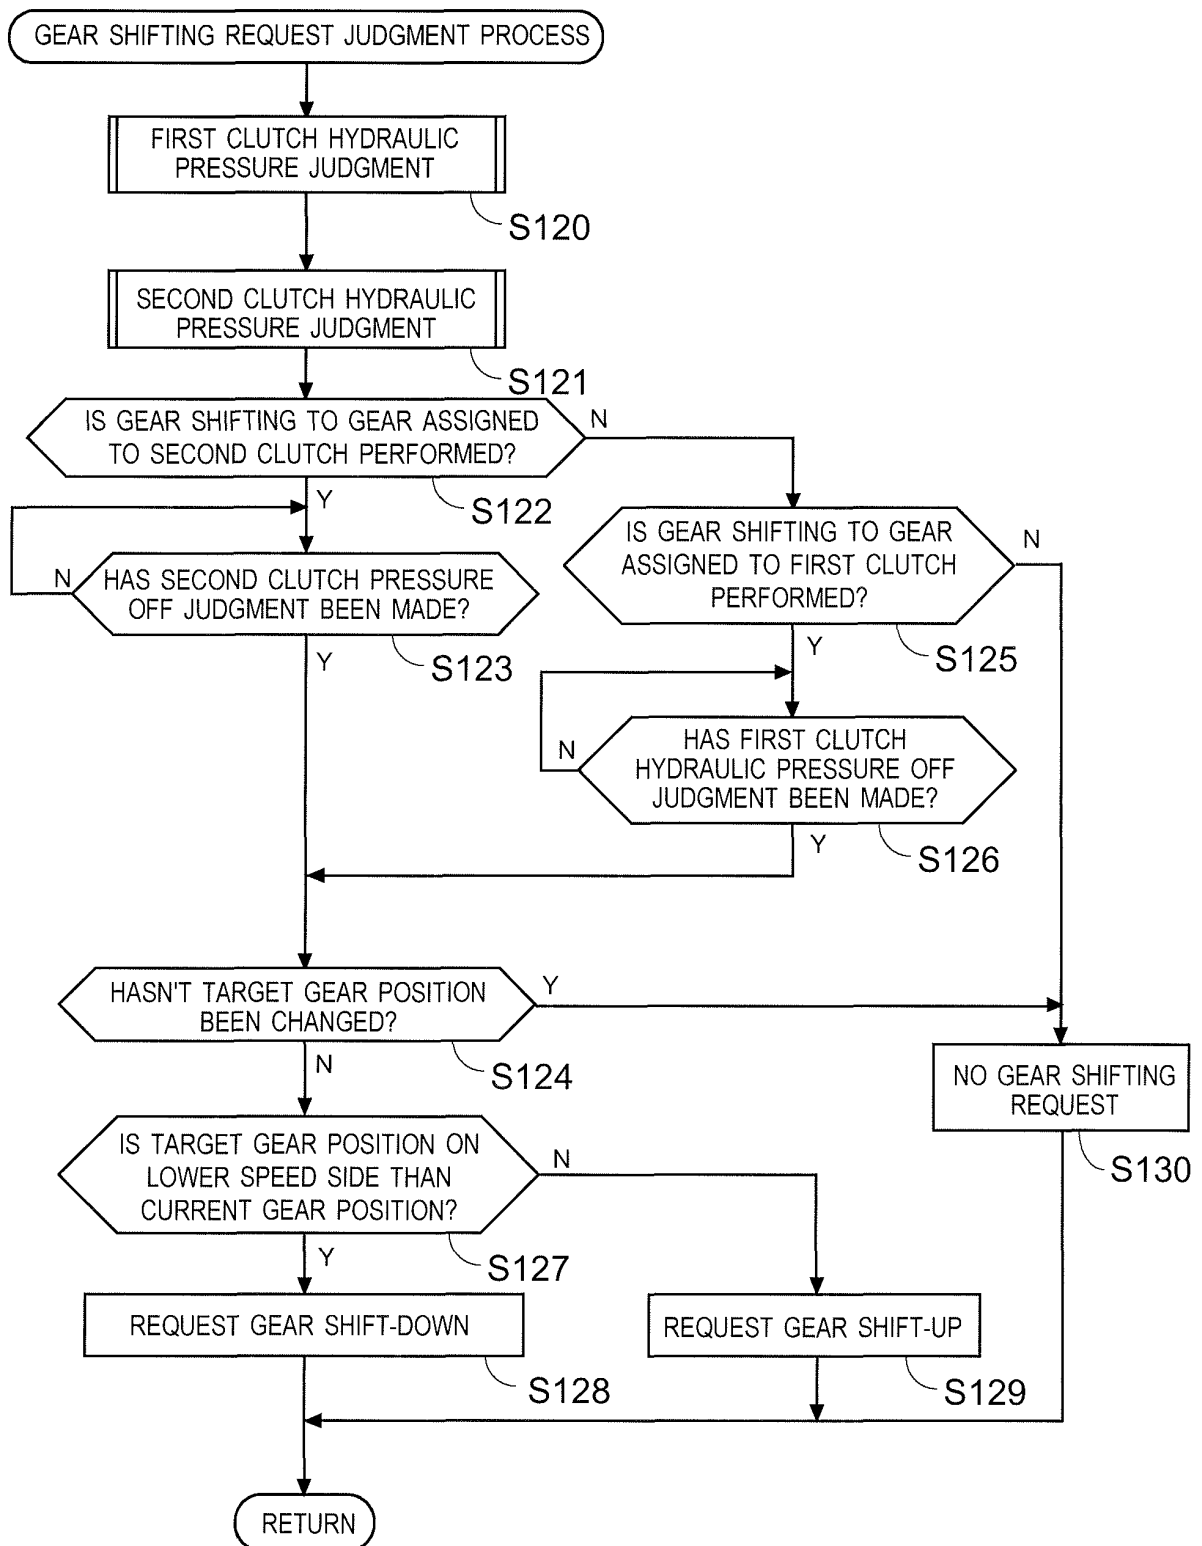 GEAR SHIFTING REQUEST JUDGMENT PROCESS
FIRST CLUTCH HYDRAULIC
PRESSURE JUDGMENT
S120
SECOND CLUTCH HYDRAULIC
PRESSURE JUDGMENT
S121
IS GEAR SHIFTING TO GEAR ASSIGNED
TO SECOND CLUTCH PERFORMED?
N
S122
Y
HAS SECOND CLUTCH PRESSURE
OFF JUDGMENT BEEN MADE?
N
S123
Y
IS GEAR SHIFTING TO GEAR
ASSIGNED TO FIRST CLUTCH
PERFORMED?
N
S125
Y
HAS FIRST CLUTCH
HYDRAULIC PRESSURE OFF
JUDGMENT BEEN MADE?
N
S126
Y
HASN'T TARGET GEAR POSITION
BEEN CHANGED?
Y
S124
N
NO GEAR SHIFTING
REQUEST
S130
IS TARGET GEAR POSITION ON
LOWER SPEED SIDE THAN
CURRENT GEAR POSITION?
N
S127
Y
REQUEST GEAR SHIFT-DOWN
S128
REQUEST GEAR SHIFT-UP
S129
RETURN